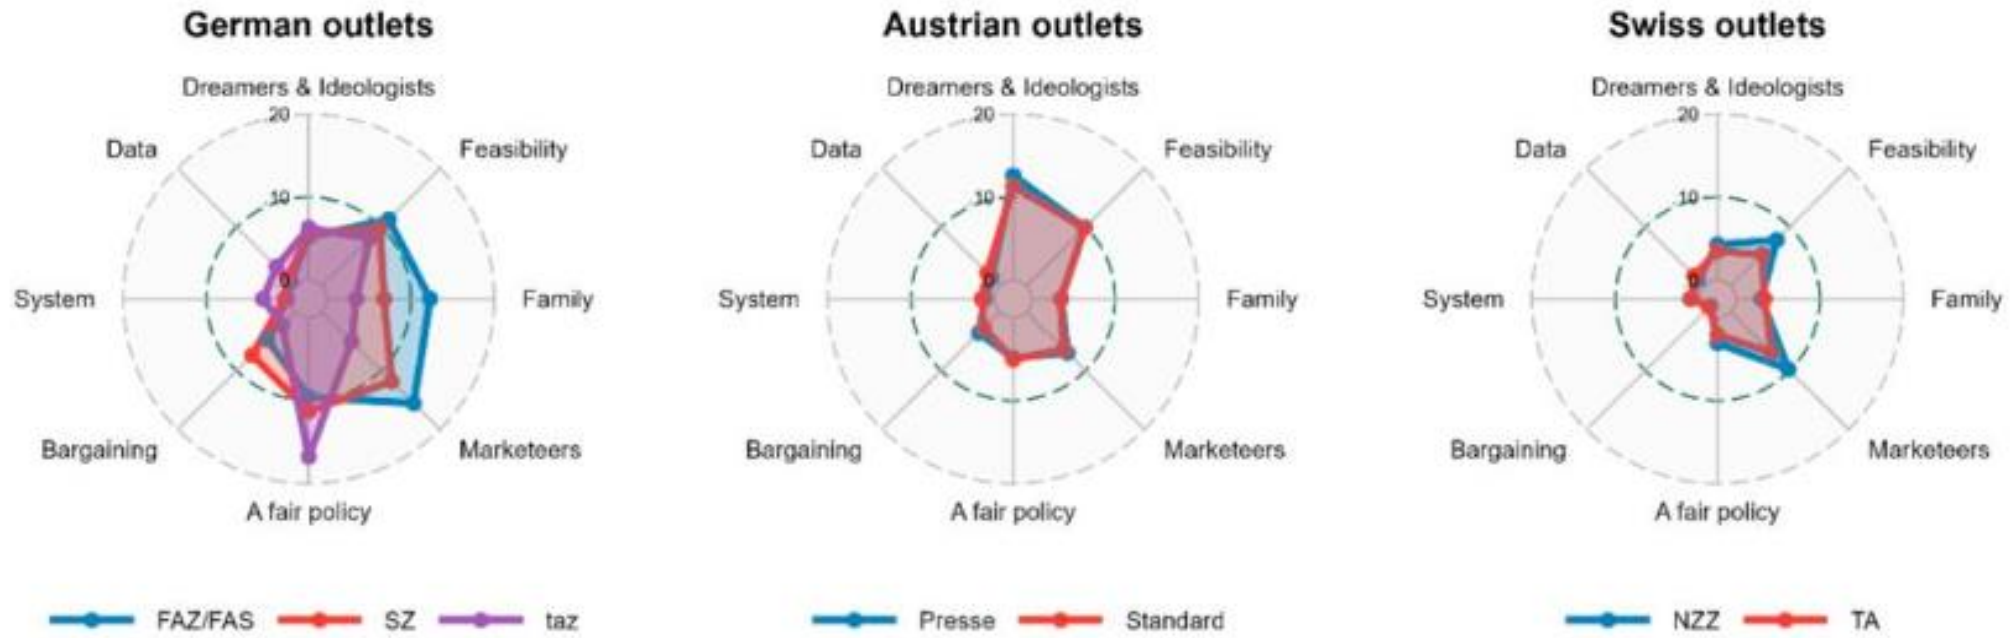 German outlets
Austrian outlets
Swiss outlets
Dreamers & Ideologists
20
Data
Feasibility
10
0
System
Family
Bargaining
Marketeers
A fair policy
Dreamers & Ideologists
20
Data
Feasibility
10
0
System
Family
Bargaining
Marketeers
A fair policy
Dreamers & Ideologists
20
Data
Feasibility
10
0
System
Family
Bargaining
Marketeers
A fair policy
FAZ/FAS SZ taz
Presse Standard
NZZ TA